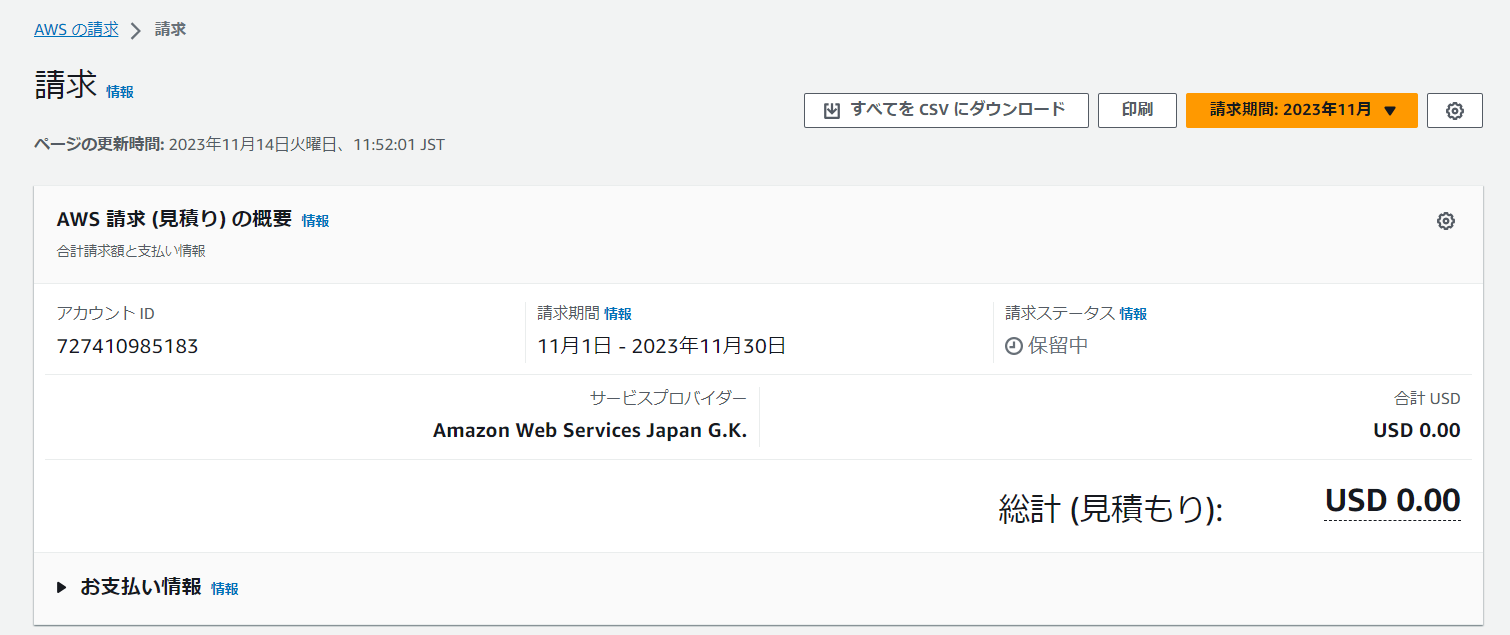 AWS の請求 > 請求
請求 情報
すべてを CSV にダウンロード 印刷 請求期間: 2023年11月 ▼
ページの更新時間: 2023年11月14日火曜日、11:52:01 JST
AWS 請求 (見積り) の概要 情報
合計請求額と支払い情報
アカウント ID 請求期間 情報 請求ステータス 情報
727410985183 11月1日 - 2023年11月30日 保留中
サービスプロバイダー 合計 USD
Amazon Web Services Japan G.K. USD 0.00
総計 (見積もり): USD 0.00
お支払い情報 情報